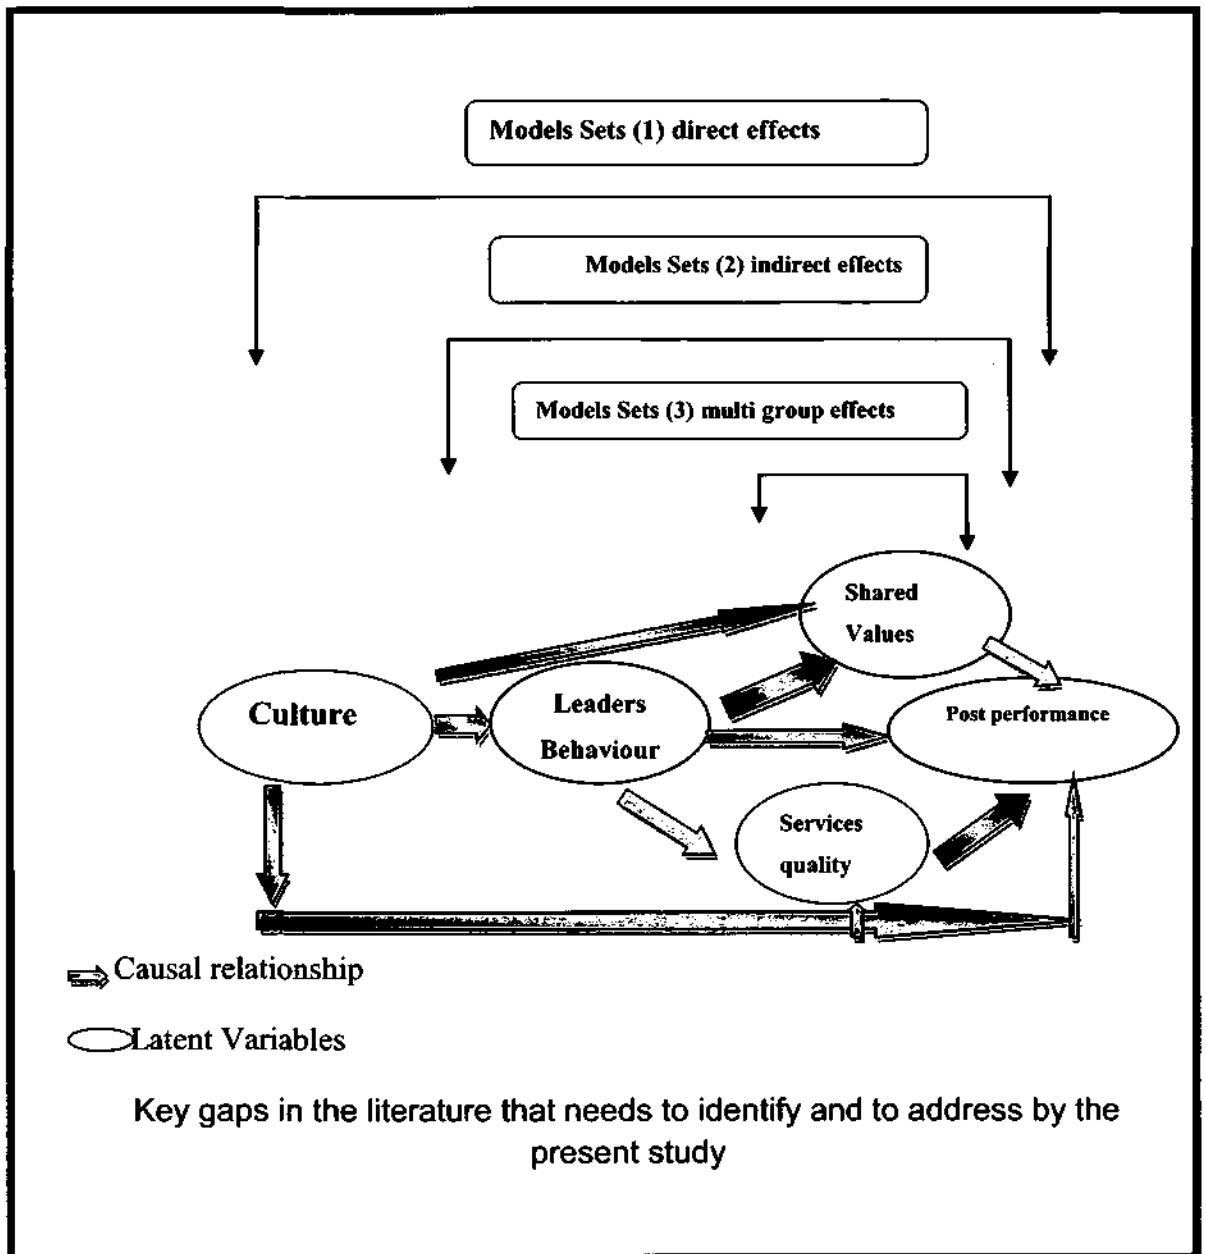 Models Sets (1) direct effects
Models Sets (2) indirect effects
Models Sets (3) multi group effects
Shared
Values
Culture
Leaders
Behaviour
Post performance
Services
quality
Causal relationship
Latent Variables
Key gaps in the literature that needs to identify and to address by the
present study